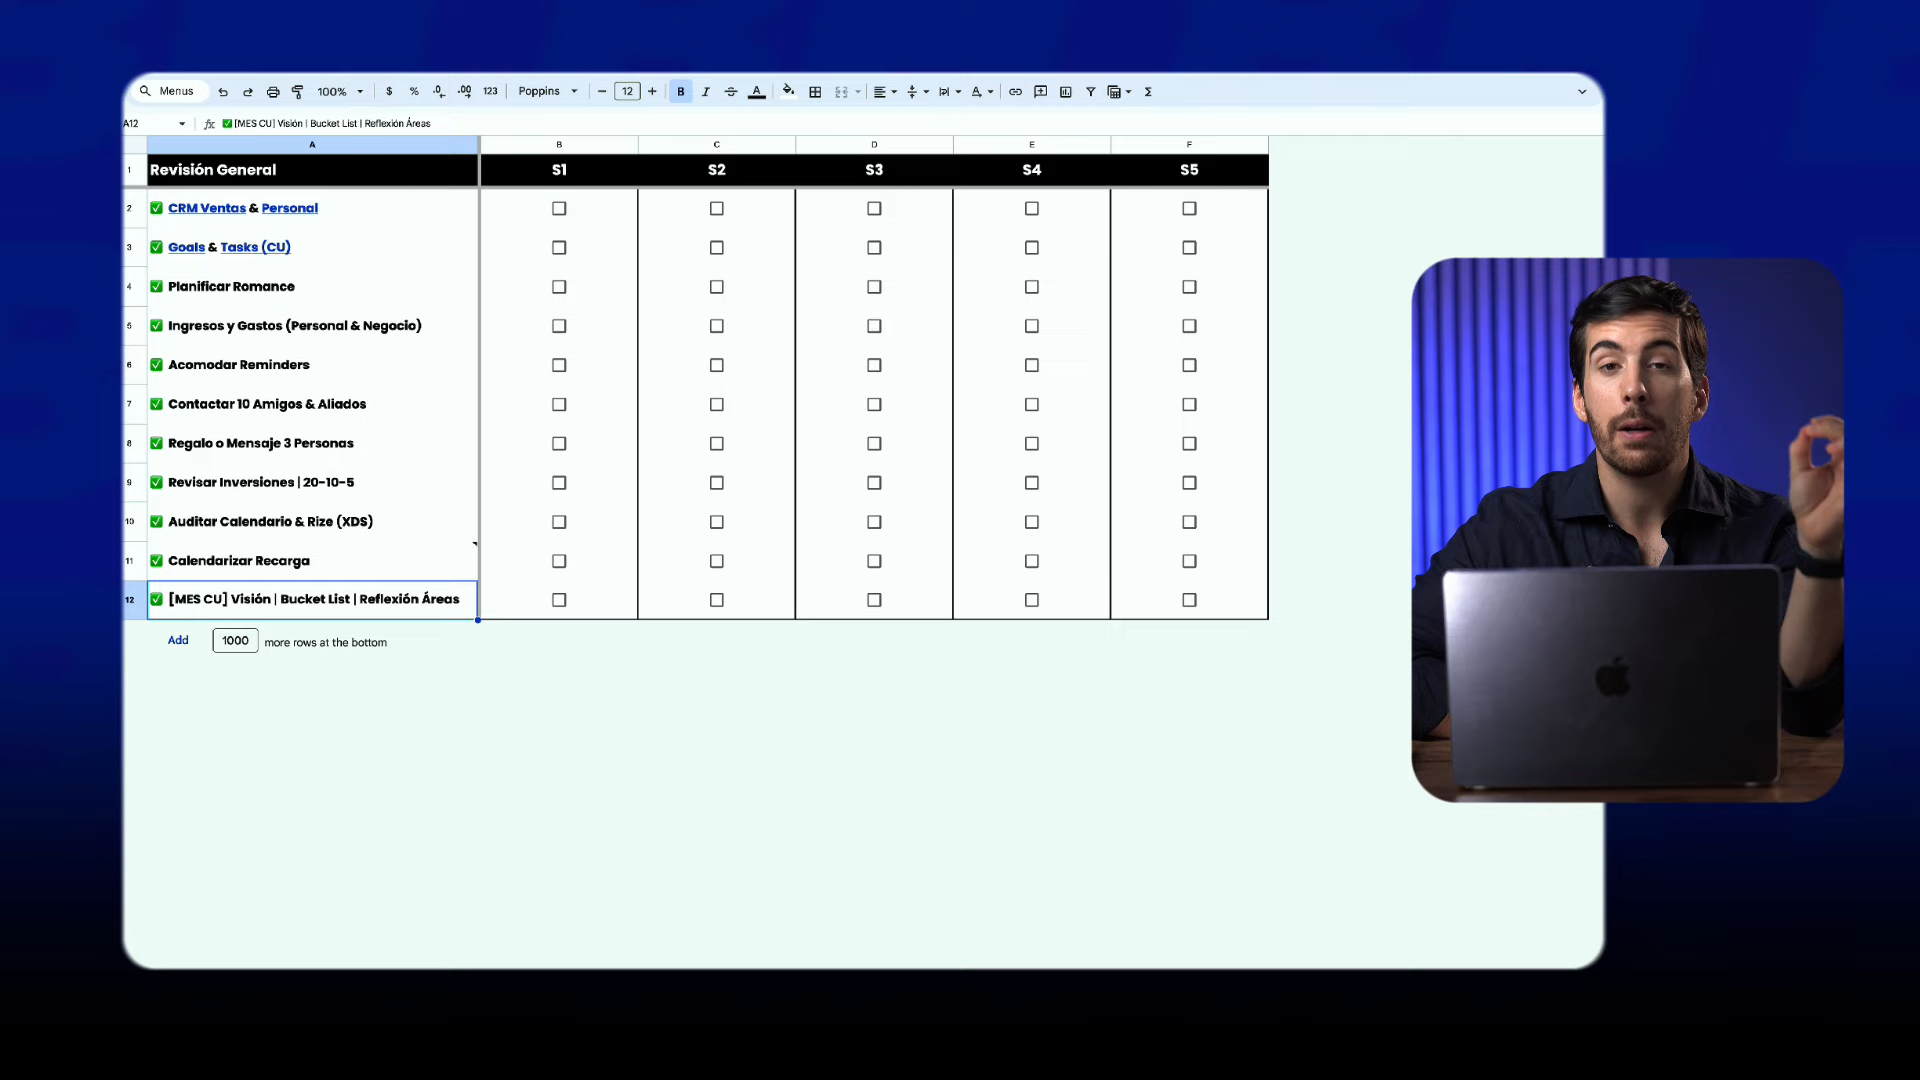 Menus 100% $ % .0 .00 123 Poppins − 12 + B I S A Σ
A12 fx ✅[MES CU] Visión | Bucket List | Reflexión Áreas
A B C D E F
1 Revisión General S1 S2 S3 S4 S5
2 ✅ CRM Ventas & Personal
3 ✅ Goals & Tasks (CU)
4 ✅ Planificar Romance
5 ✅ Ingresos y Gastos (Personal & Negocio)
6 ✅ Acomodar Reminders
7 ✅ Contactar 10 Amigos & Aliados
8 ✅ Regalo o Mensaje 3 Personas
9 ✅ Revisar Inversiones | 20-10-5
10 ✅ Auditar Calendario & Rize (XDS)
11 ✅ Calendarizar Recarga
12 ✅ [MES CU] Visión | Bucket List | Reflexión Áreas
Add 1000 more rows at the bottom